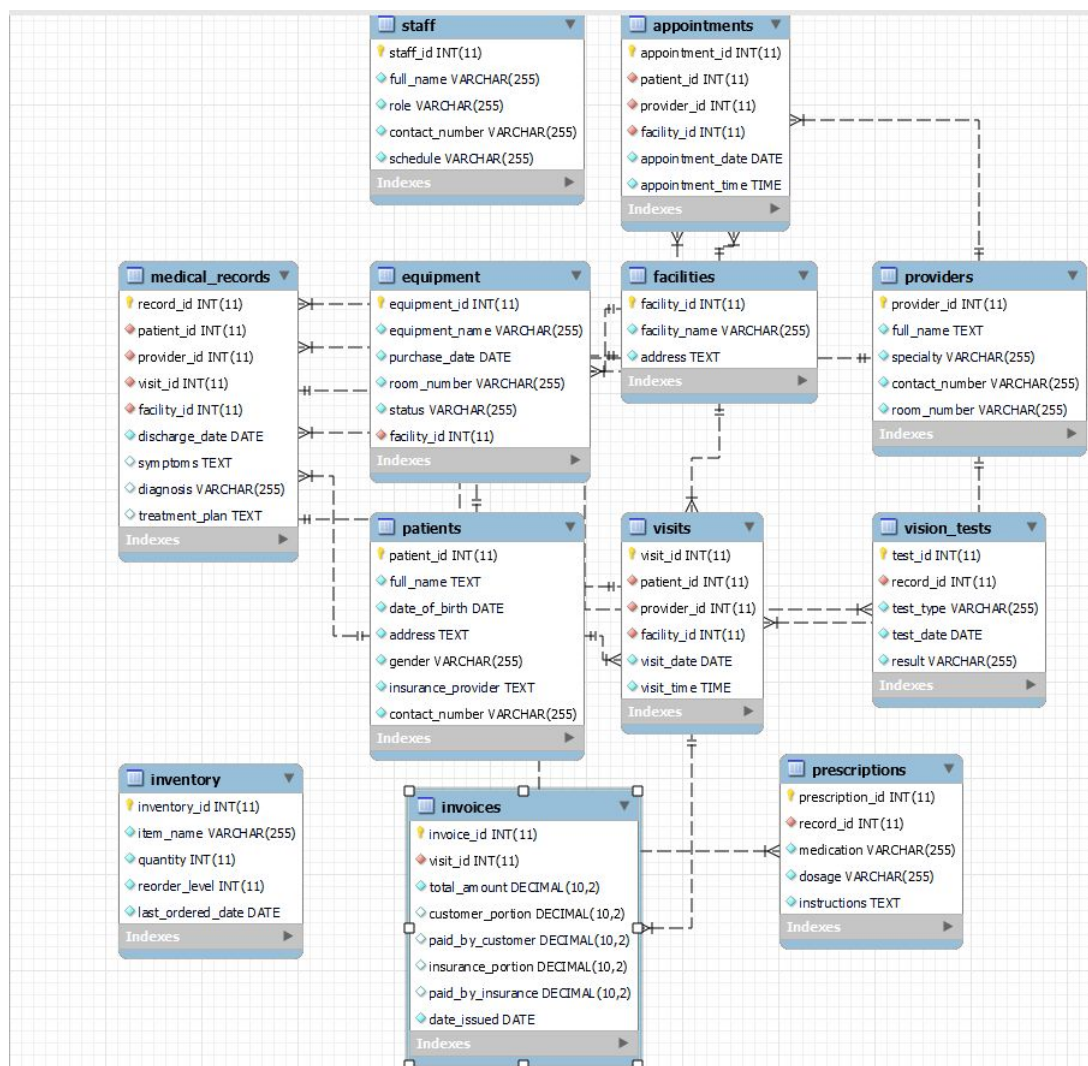 staff
staff_id INT(11)
full_name VARCHAR(255)
role VARCHAR(255)
contact_number VARCHAR(255)
schedule VARCHAR(255)
Indexes
appointments
appointment_id INT(11)
patient_id INT(11)
provider_id INT(11)
facility_id INT(11)
appointment_date DATE
appointment_time TIME
Indexes
medical_records
record_id INT(11)
patient_id INT(11)
provider_id INT(11)
visit_id INT(11)
facility_id INT(11)
discharge_date DATE
symptoms TEXT
diagnosis VARCHAR(255)
treatment_plan TEXT
Indexes
equipment
equipment_id INT(11)
equipment_name VARCHAR(255)
purchase_date DATE
room_number VARCHAR(255)
status VARCHAR(255)
facility_id INT(11)
Indexes
facilities
facility_id INT(11)
facility_name VARCHAR(255)
address TEXT
Indexes
providers
provider_id INT(11)
full_name TEXT
specialty VARCHAR(255)
contact_number VARCHAR(255)
room_number VARCHAR(255)
Indexes
patients
patient_id INT(11)
full_name TEXT
date_of_birth DATE
address TEXT
gender VARCHAR(255)
insurance_provider TEXT
contact_number VARCHAR(255)
Indexes
visits
visit_id INT(11)
patient_id INT(11)
provider_id INT(11)
facility_id INT(11)
visit_date DATE
visit_time TIME
Indexes
vision_tests
test_id INT(11)
record_id INT(11)
test_type VARCHAR(255)
test_date DATE
result VARCHAR(255)
Indexes
inventory
inventory_id INT(11)
item_name VARCHAR(255)
quantity INT(11)
reorder_level INT(11)
last_ordered_date DATE
Indexes
invoices
invoice_id INT(11)
visit_id INT(11)
total_amount DECIMAL(10,2)
customer_portion DECIMAL(10,2)
paid_by_customer DECIMAL(10,2)
insurance_portion DECIMAL(10,2)
paid_by_insurance DECIMAL(10,2)
date_issued DATE
Indexes
prescriptions
prescription_id INT(11)
record_id INT(11)
medication VARCHAR(255)
dosage VARCHAR(255)
instructions TEXT
Indexes